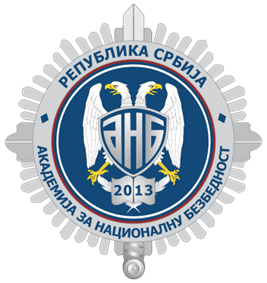 РЕПУБЛИКА СРБИЈА
АНБ
2013
АКАДЕМИЈА ЗА НАЦИОНАЛНУ БЕЗБЕДНОСТ